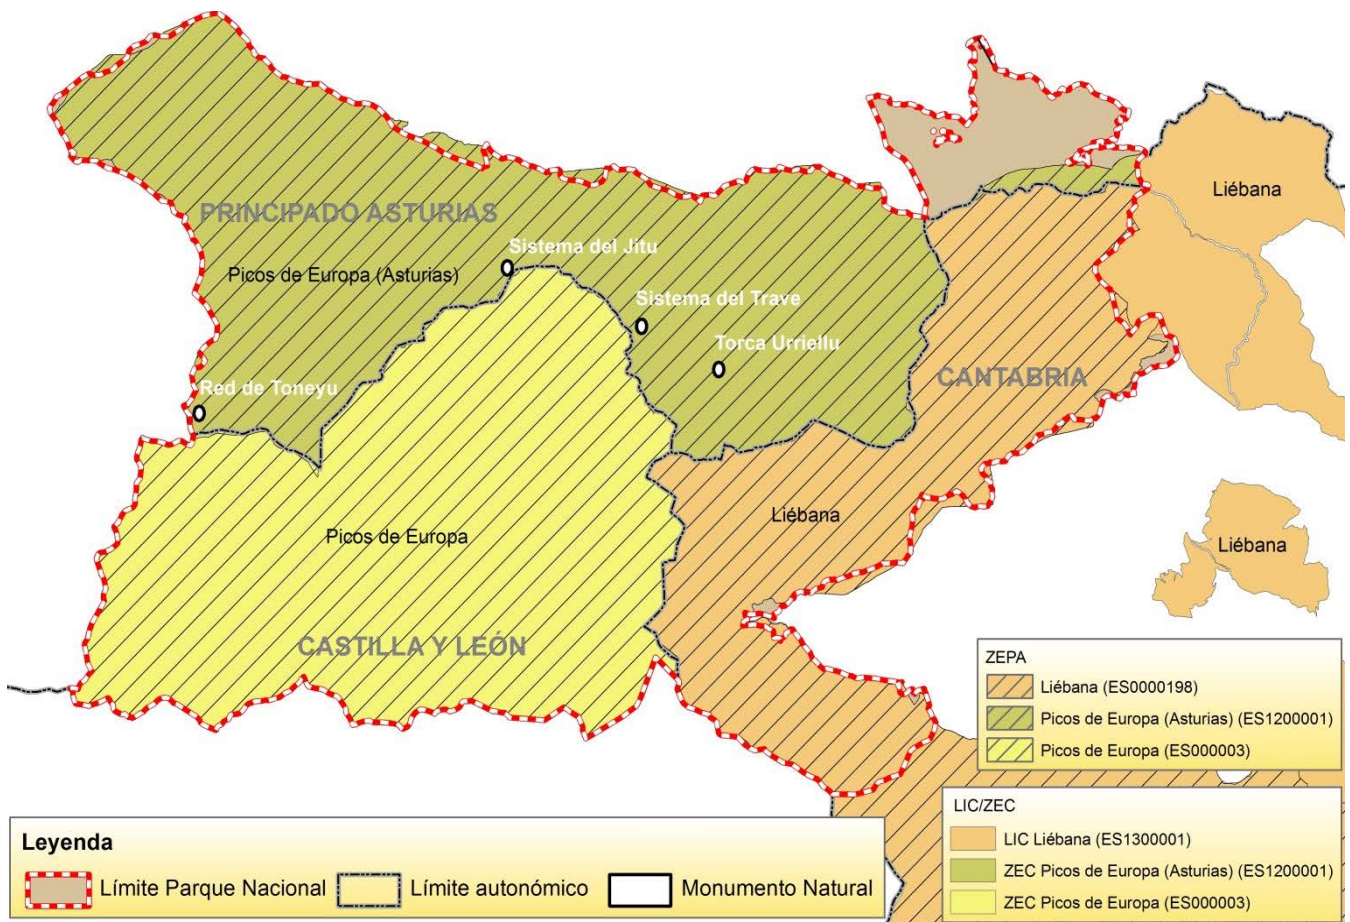 Liébana
PRINCIPADO ASTURIAS
Sistema del Jitu
Picos de Europa (Asturias)
Sistema del Trave
Torca Urriellu
CANTABRIA
Red de Toneyu
Liébana
Picos de Europa
Liébana
CASTILLA Y LEÓN
ZEPA
Liébana (ES0000198)
Picos de Europa (Asturias) (ES1200001)
Picos de Europa (ES000003)
LIC/ZEC
LIC Liébana (ES1300001)
ZEC Picos de Europa (Asturias) (ES1200001)
ZEC Picos de Europa (ES000003)
Leyenda
Límite Parque Nacional
Límite autonómico
Monumento Natural